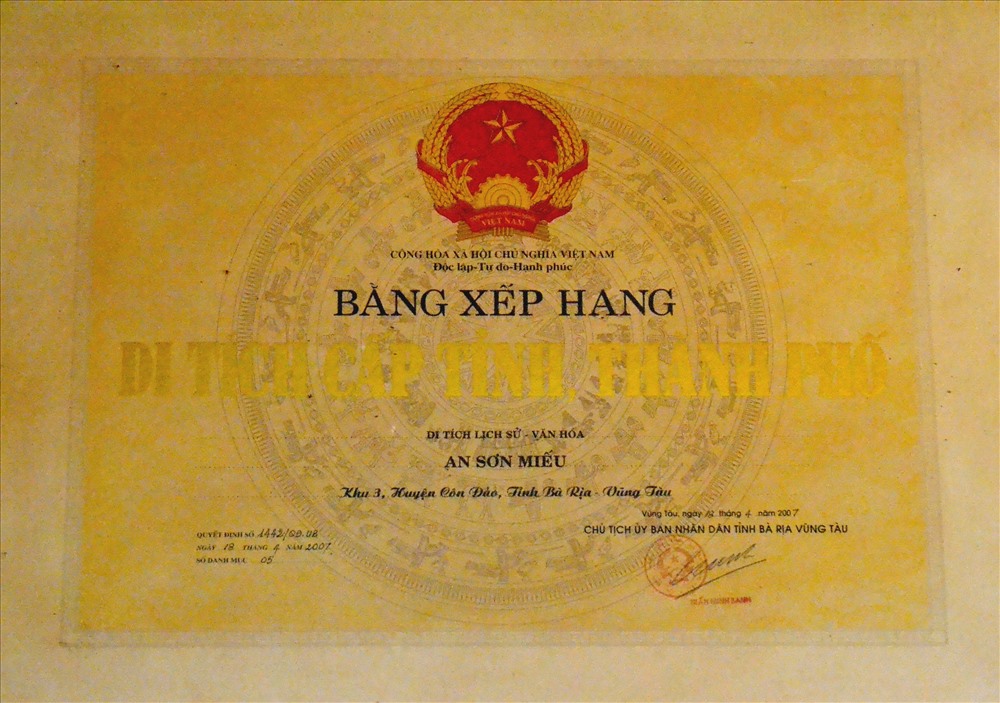 VIỆT NAM
CỘNG HÒA XÃ HỘI CHỦ NGHĨA VIỆT NAM
Độc lập-Tự do-Hạnh phúc
BẰNG XẾP HẠNG
DI TÍCH CẤP TỈNH, THÀNH PHỐ
DI TÍCH LỊCH SỬ - VĂN HÓA
AN SƠN MIẾU
Khu 3, Huyện Côn Đảo, Tỉnh Bà Rịa - Vũng Tàu
Vũng Tàu, ngày tháng 4 năm 2007
CHỦ TỊCH ỦY BAN NHÂN DÂN TỈNH BÀ RỊA VŨNG TÀU
QUYẾT ĐỊNH SỐ 1442/QĐ.UB
NGÀY 18 THÁNG 4 NĂM 2007
SỐ DANH MỤC 05